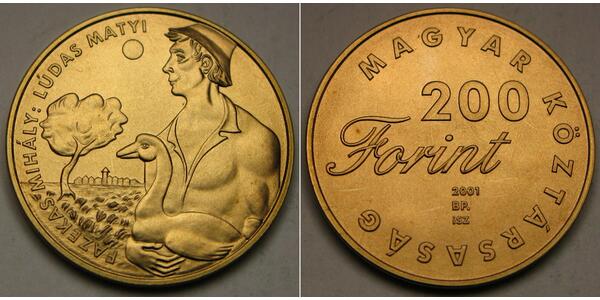 FAZEKAS MIHÁLY: LÚDAS MATYI
MAGYAR KÖZTÁRSASÁG
200
Forint
2001
BP.
ISZ